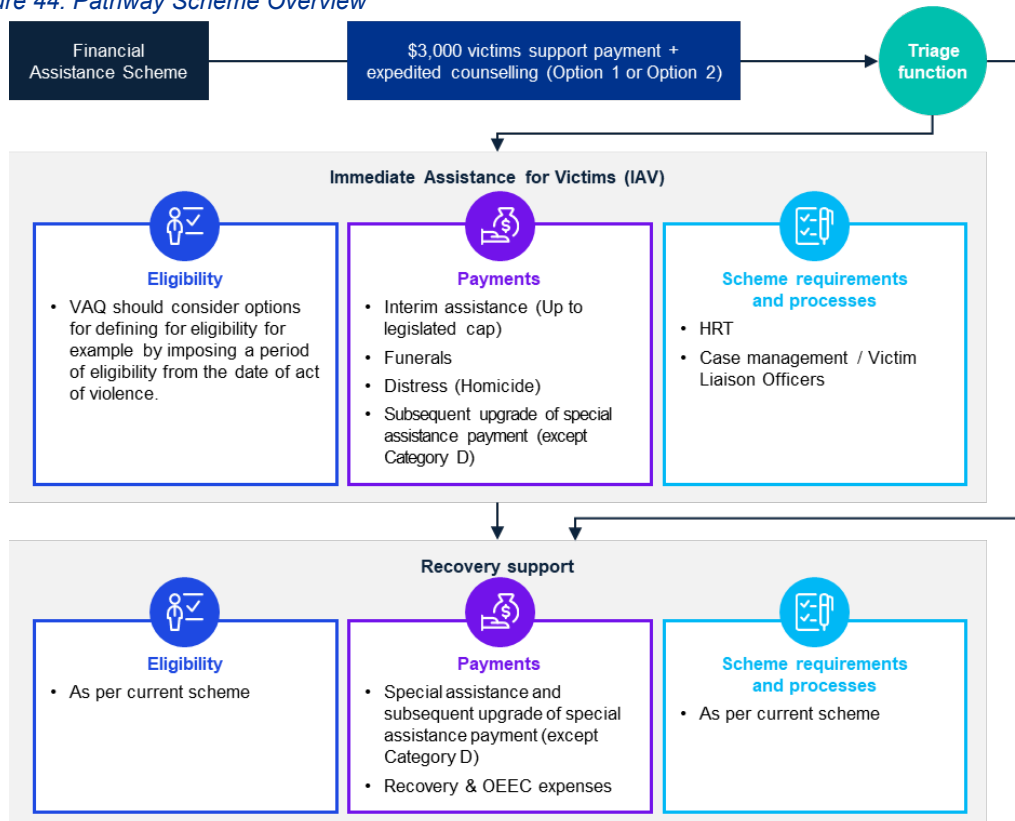 ure 44: Pathway Scheme Overview
Financial
Assistance Scheme
$3,000 victims support payment +
expedited counselling (Option 1 or Option 2)
Triage
function
Immediate Assistance for Victims (IAV)
Eligibility
• VAQ should consider options
for defining for eligibility for
example by imposing a period
of eligibility from the date of act
of violence.
Payments
• Interim assistance (Up to
legislated cap)
• Funerals
• Distress (Homicide)
• Subsequent upgrade of special
assistance payment (except
Category D)
Scheme requirements
and processes
• HRT
• Case management / Victim
Liaison Officers
Recovery support
Eligibility
• As per current scheme
Payments
• Special assistance and
subsequent upgrade of special
assistance payment (except
Category D)
• Recovery & OEEC expenses
Scheme requirements
and processes
• As per current scheme